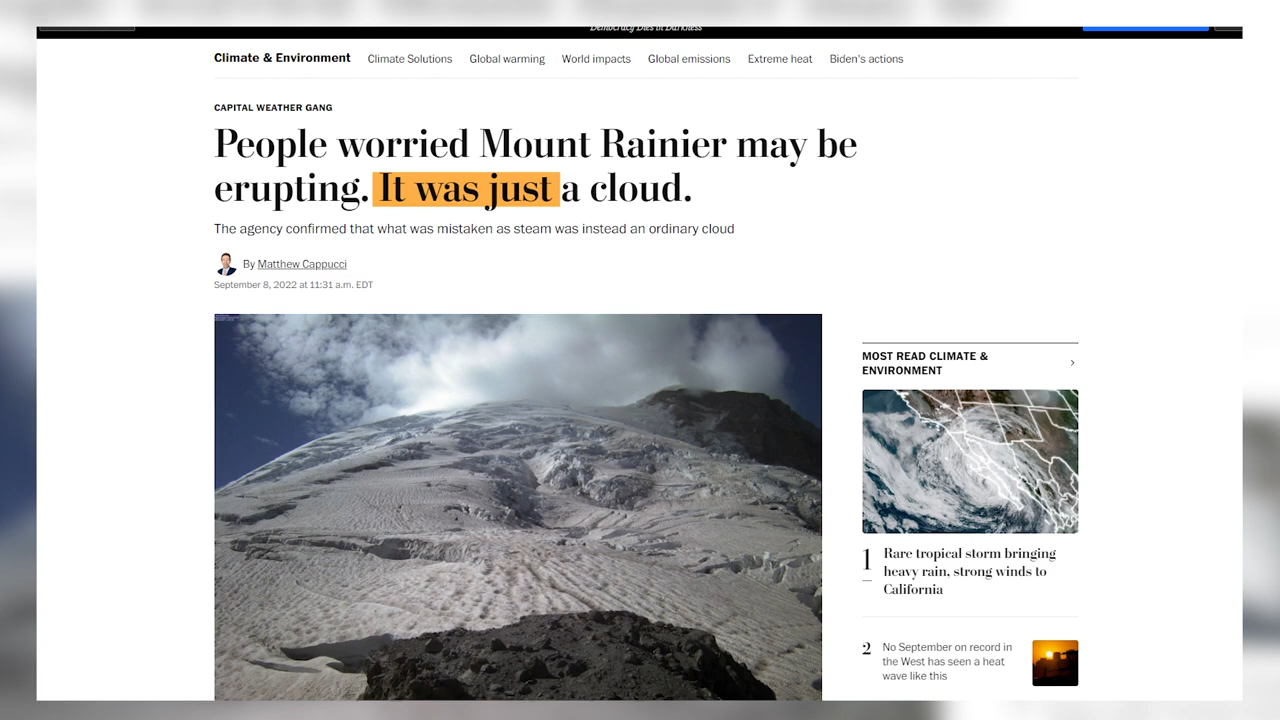 Democracy Dies in Darkness
Climate & Environment Climate Solutions Global warming World impacts Global emissions Extreme heat Biden's actions
CAPITAL WEATHER GANG
People worried Mount Rainier may be
erupting. It was just a cloud.
The agency confirmed that what was mistaken as steam was instead an ordinary cloud
By Matthew Cappucci
September 8, 2022 at 11:31 a.m. EDT
MOST READ CLIMATE &
ENVIRONMENT
1 Rare tropical storm bringing
heavy rain, strong winds to
California
2 No September on record in
the West has seen a heat
wave like this